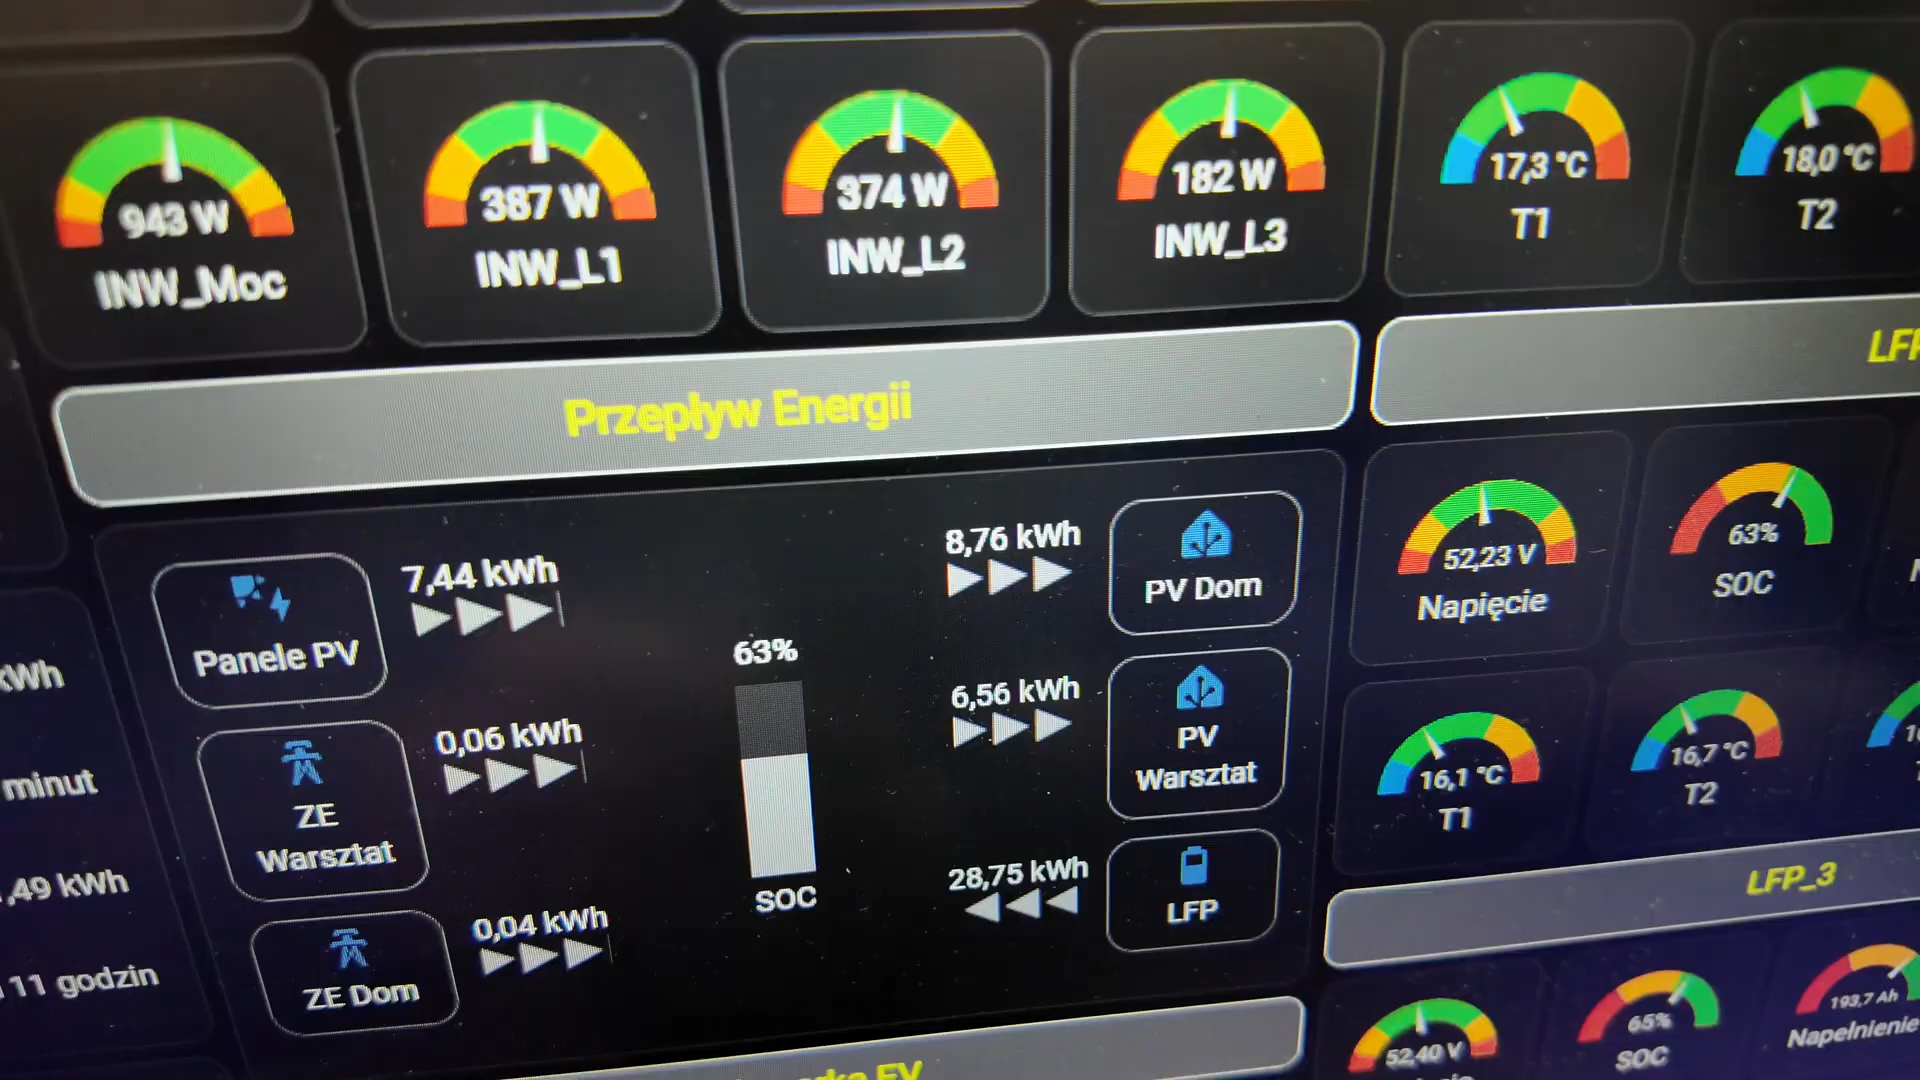 943 W
INW_Moc
387 W
INW_L1
374 W
INW_L2
182 W
INW_L3
17,3 °C
T1
18,0 °C
T2
Przepływ Energii
Panele PV
7,44 kWh
ZE
Warsztat
0,06 kWh
ZE Dom
0,04 kWh
63%
SOC
8,76 kWh
PV Dom
6,56 kWh
PV
Warsztat
28,75 kWh
LFP
kWh
minut
,49 kWh
11 godzin
52,23 V
Napięcie
63%
SOC
16,1 °C
T1
16,7 °C
T2
LFP_3
52,40 V
65%
SOC
193,7 Ah
Napełnienie